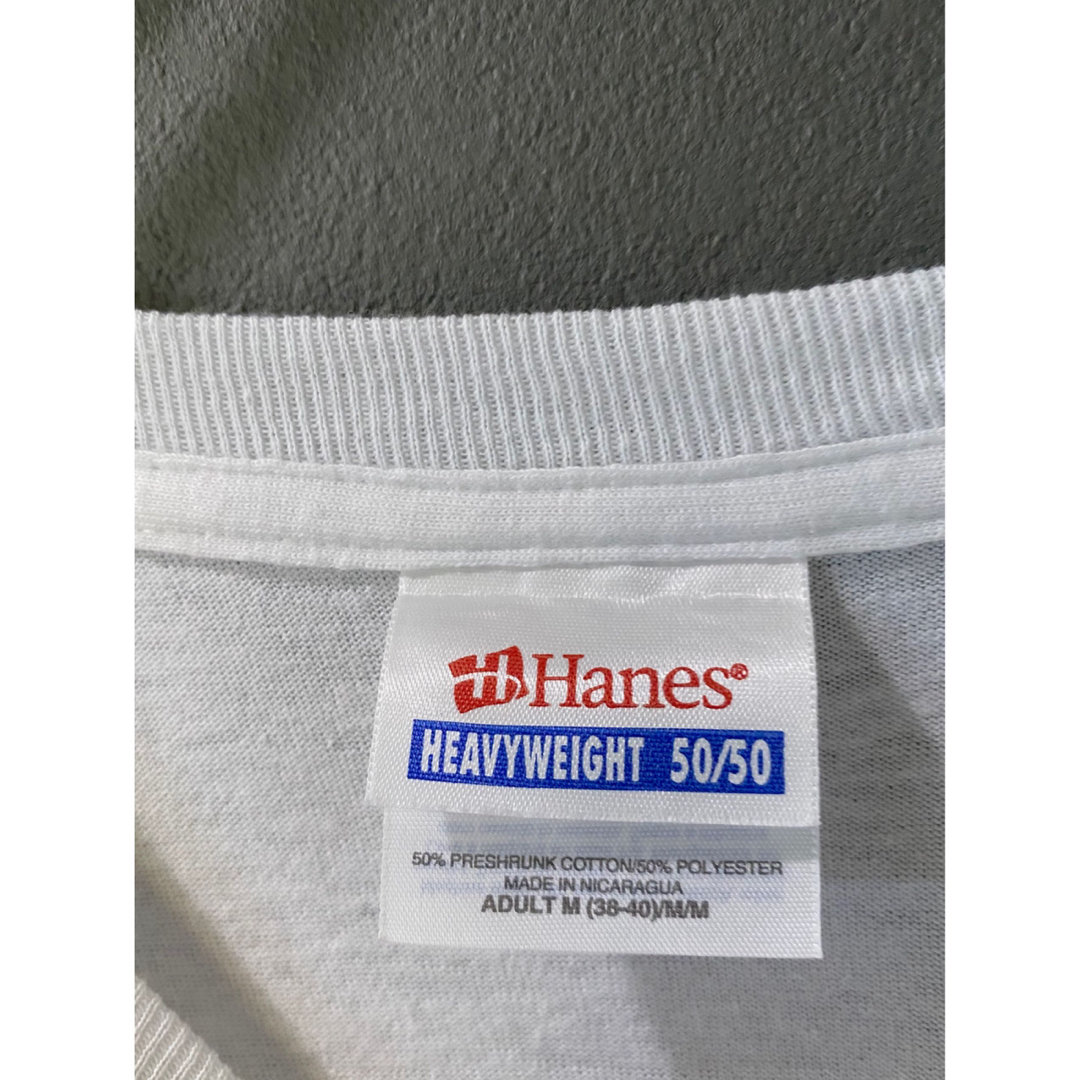 Hanes®
HEAVYWEIGHT 50/50
50% PRESHRUNK COTTON/50% POLYESTER
MADE IN NICARAGUA
ADULT M (38-40)/M/M